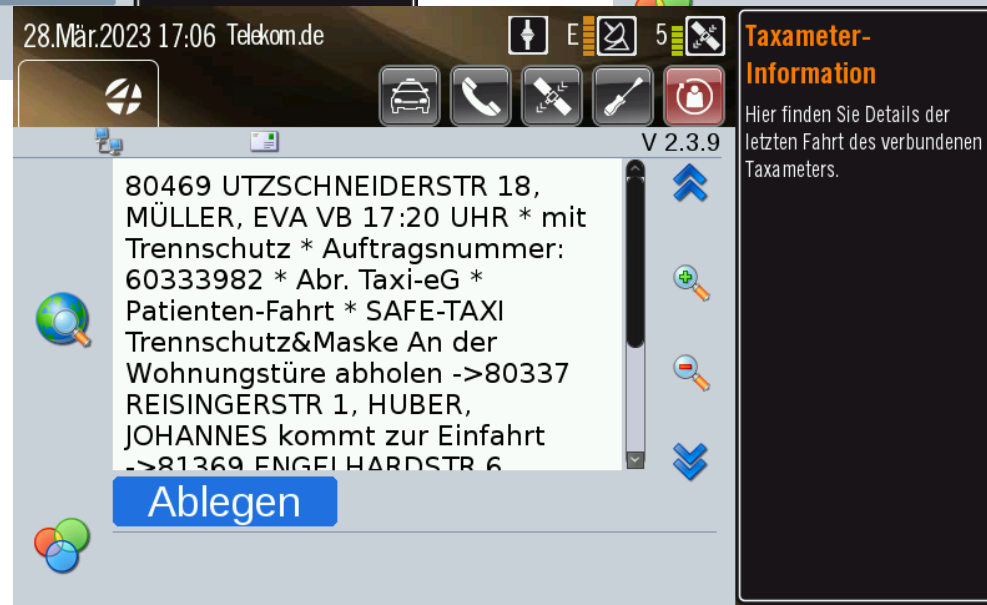 28.Mär.2023 17:06 Telekom.de
E
5
V 2.3.9
80469 UTZSCHNEIDERSTR 18,
MÜLLER, EVA VB 17:20 UHR * mit
Trennschutz * Auftragsnummer:
60333982 * Abr. Taxi-eG *
Patienten-Fahrt * SAFE-TAXI
Trennschutz&Maske An der
Wohnungstüre abholen ->80337
REISINGERSTR 1, HUBER,
JOHANNES kommt zur Einfahrt
->81369 ENGELHARDSTR 6
Ablegen
Taxameter-
Information
Hier finden Sie Details der
letzten Fahrt des verbundenen
Taxameters.